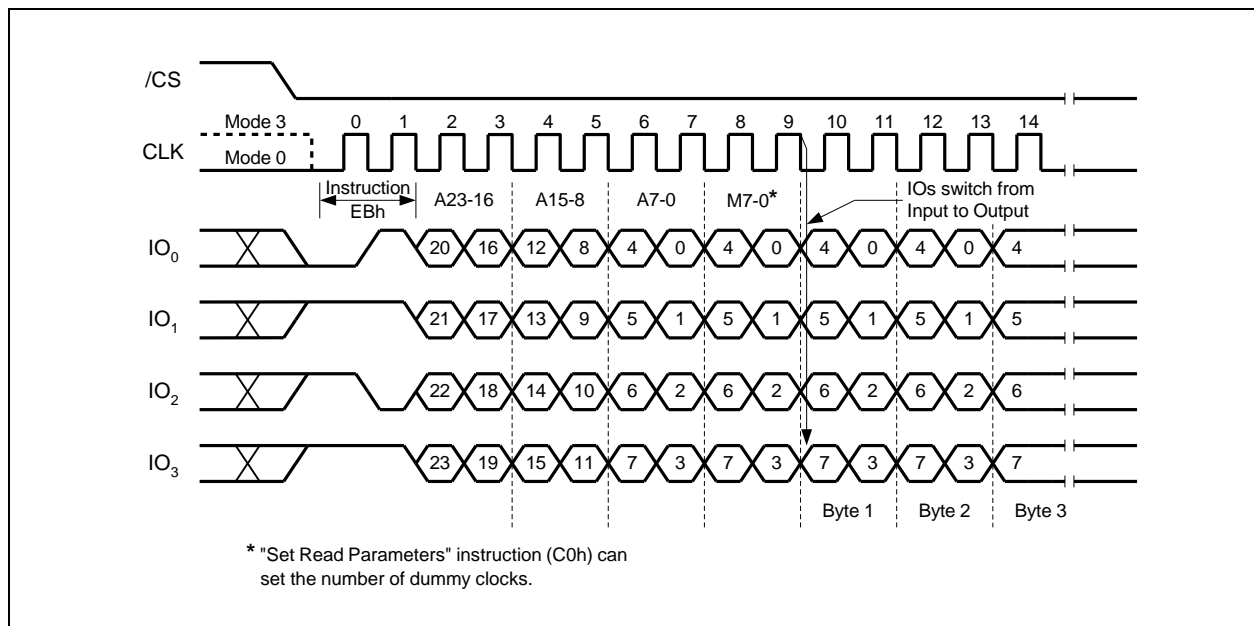 /CS
Mode 3 0 1 2 3 4 5 6 7 8 9 10 11 12 13 14
CLK
Mode 0
Instruction
EBh
A23-16 A15-8 A7-0 M7-0*
IOs switch from
Input to Output
IO0 20 16 12 8 4 0 4 0 4 0 4 0 4
IO1 21 17 13 9 5 1 5 1 5 1 5 1 5
IO2 22 18 14 10 6 2 6 2 6 2 6 2 6
IO3 23 19 15 11 7 3 7 3 7 3 7 3 7
Byte 1 Byte 2 Byte 3
* "Set Read Parameters" instruction (C0h) can
set the number of dummy clocks.